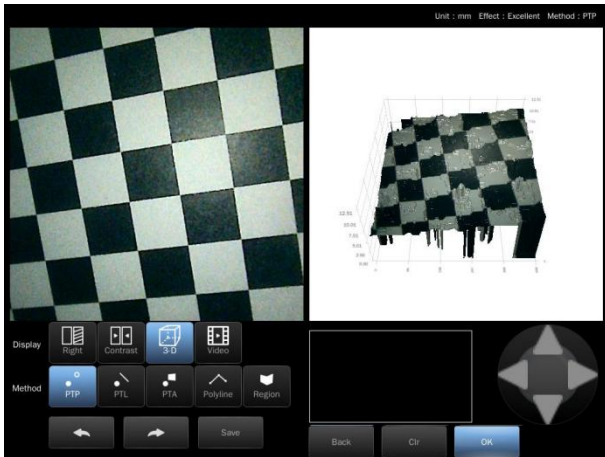 Unit : mm Effect : Excellent Method : PTP
Display
Right
Contrast
3-D
Video
Method
PTP
PTL
PTA
Polyline
Region
Save
Back
Clr
OK